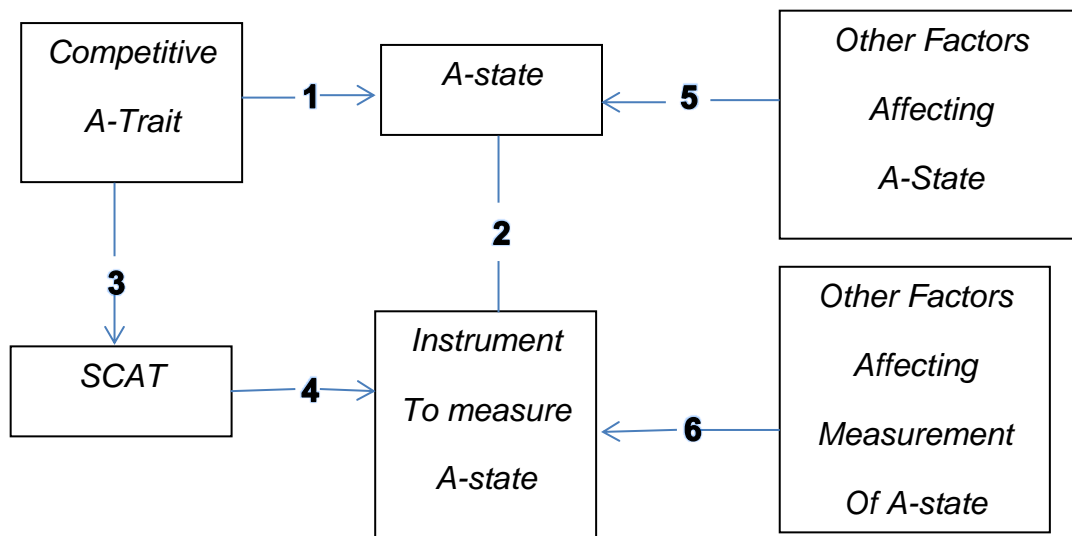 Competitive
A-Trait
1
A-state
5
Other Factors
Affecting
A-State
2
3
SCAT
4
Instrument
To measure
A-state
6
Other Factors
Affecting
Measurement
Of A-state